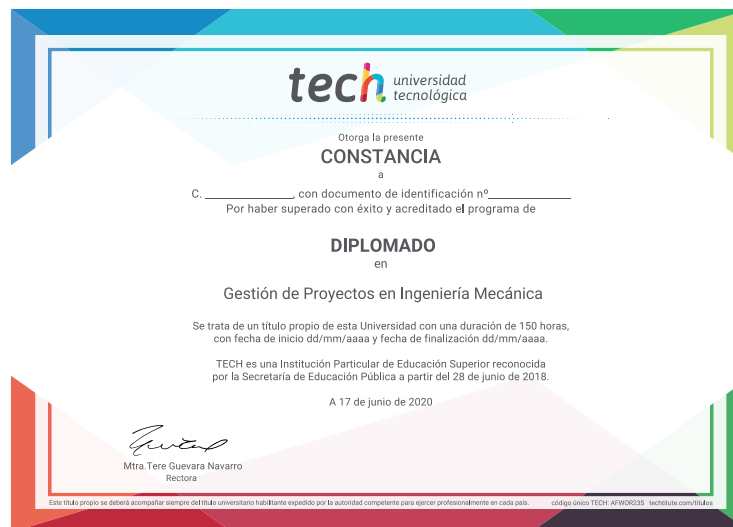 tech universidad
tecnológica
Otorga la presente
CONSTANCIA
a
C. ______________, con documento de identificación nº______________
Por haber superado con éxito y acreditado el programa de
DIPLOMADO
en
Gestión de Proyectos en Ingeniería Mecánica
Se trata de un título propio de esta Universidad con una duración de 150 horas,
con fecha de inicio dd/mm/aaaa y fecha de finalización dd/mm/aaaa.
TECH es una Institución Particular de Educación Superior reconocida
por la Secretaría de Educación Pública a partir del 28 de junio de 2018.
A 17 de junio de 2020
Mtra.Tere Guevara Navarro
Rectora
Este título propio se deberá acompañar siempre del título universitario habilitante expedido por la autoridad competente para ejercer profesionalmente en cada país. código único TECH: AFWOR23S techtitute.com/títulos